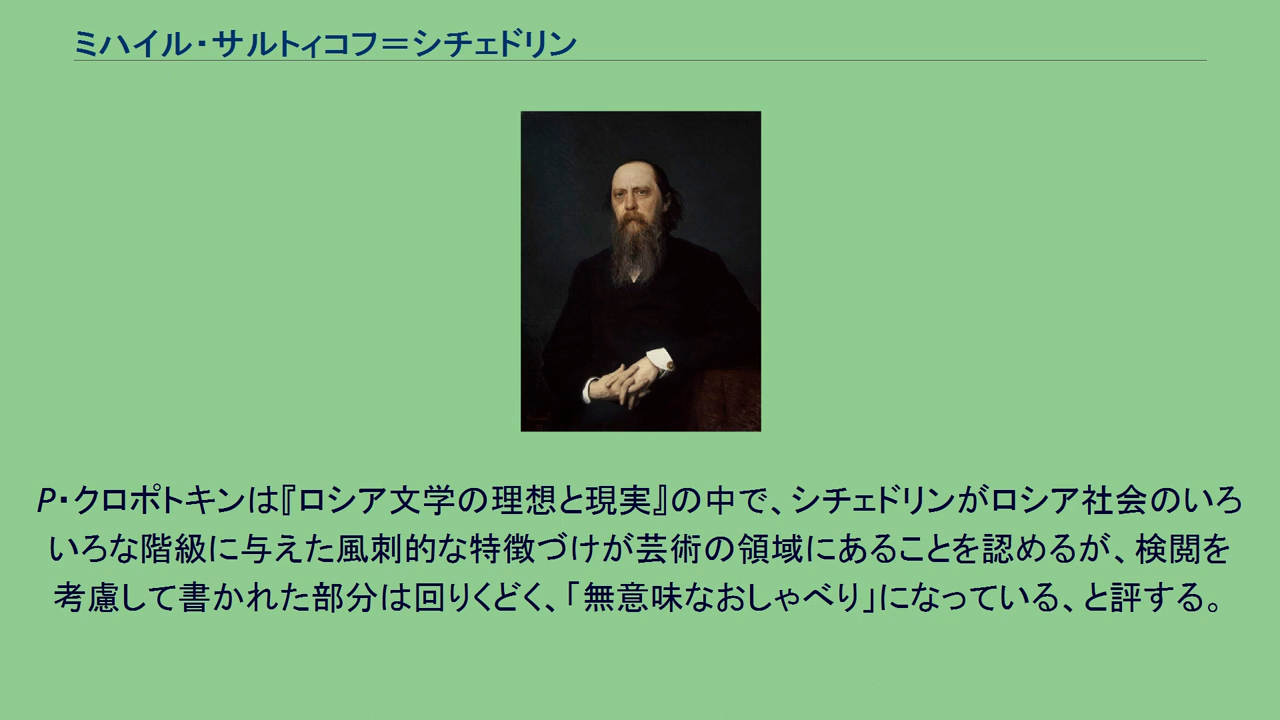 ミハイル・サルトィコフ＝シチェドリン
P・クロポトキンは『ロシア文学の理想と現実』の中で、シチェドリンがロシア社会のいろ
いろな階級に与えた風刺的な特徴づけが芸術の領域にあることを認めるが、検閲を
考慮して書かれた部分は回りくどく、「無意味なおしゃべり」になっている、と評する。